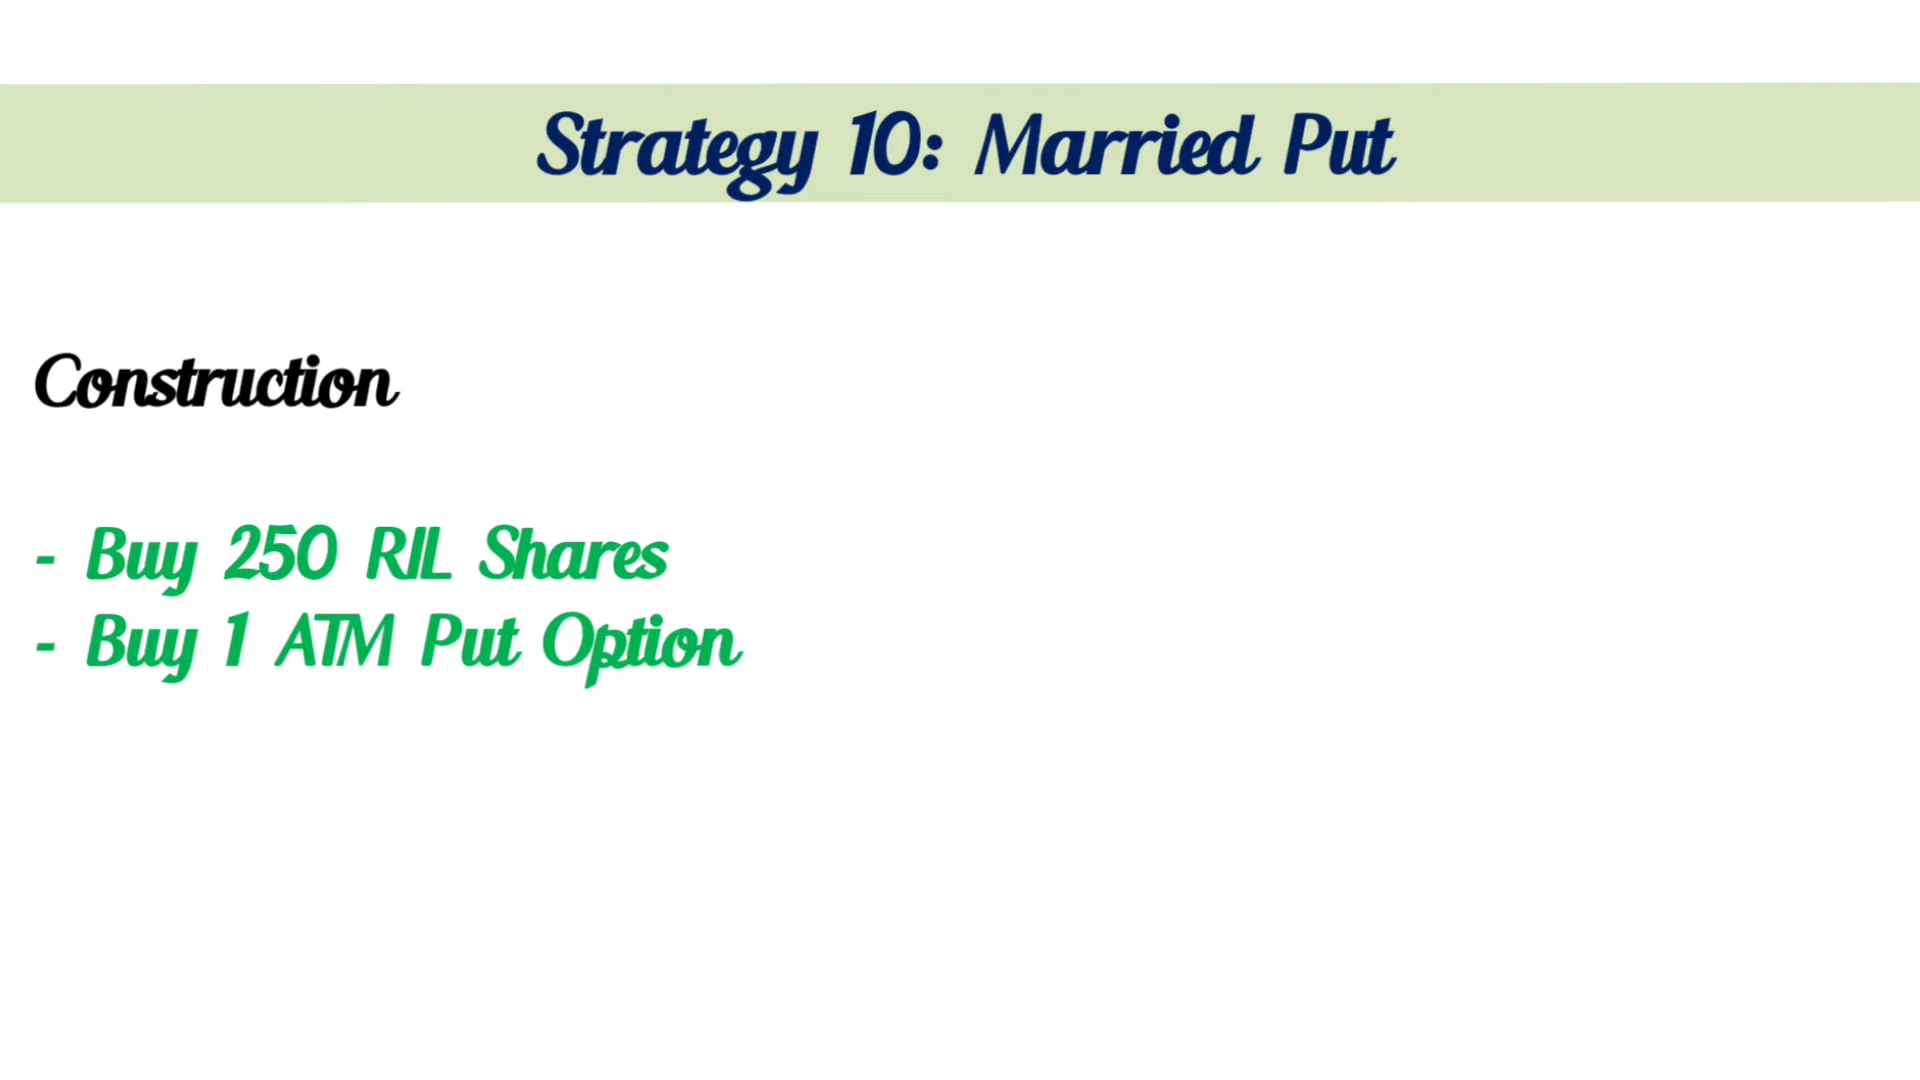 Strategy 10: Married Put
Construction
- Buy 250 RIL Shares
- Buy 1 ATM Put Option